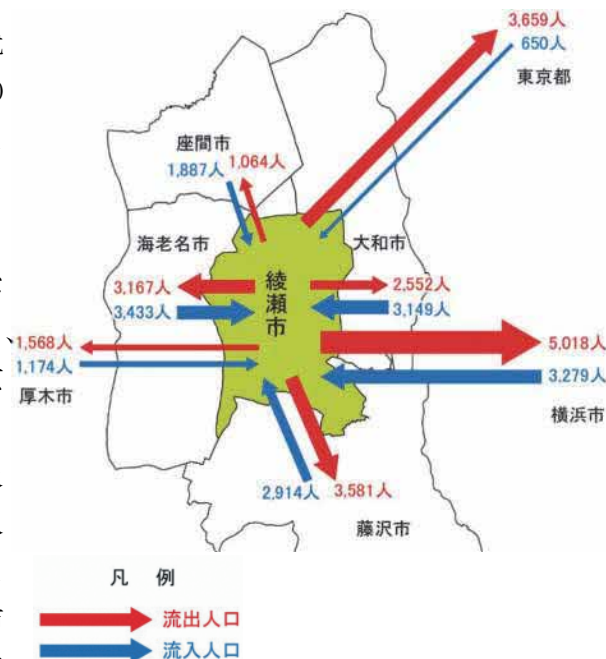 3,659人
650人
東京都
座間市
1,887人
1,064人
海老名市
大和市
綾瀬市
3,167人
2,552人
3,433人
3,149人
1,568人
5,018人
1,174人
3,279人
厚木市
横浜市
2,914人
3,581人
藤沢市
凡 例
流出人口
流入人口